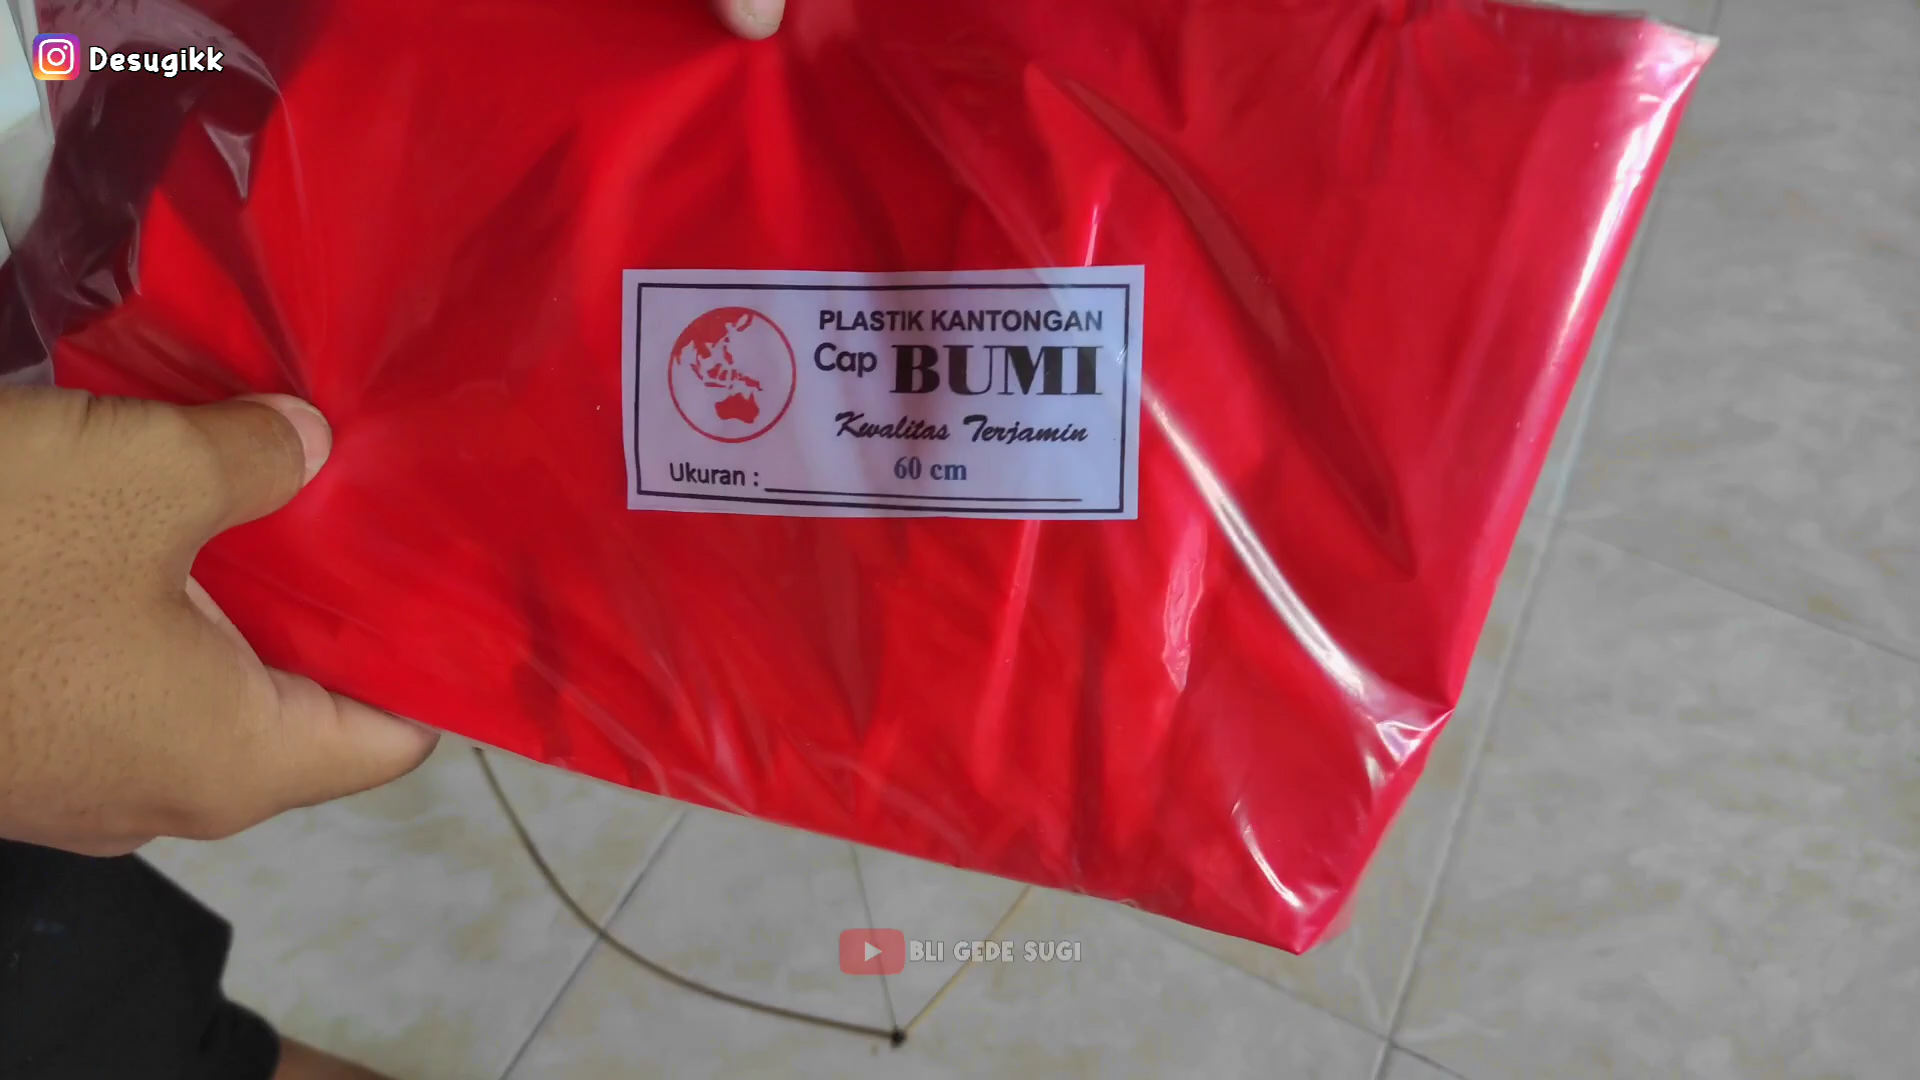 Desugikk
PLASTIK KANTONGAN
Cap BUMI
Kwalitas Terjamin
Ukuran : 60 cm
BLI GEDE SUGI